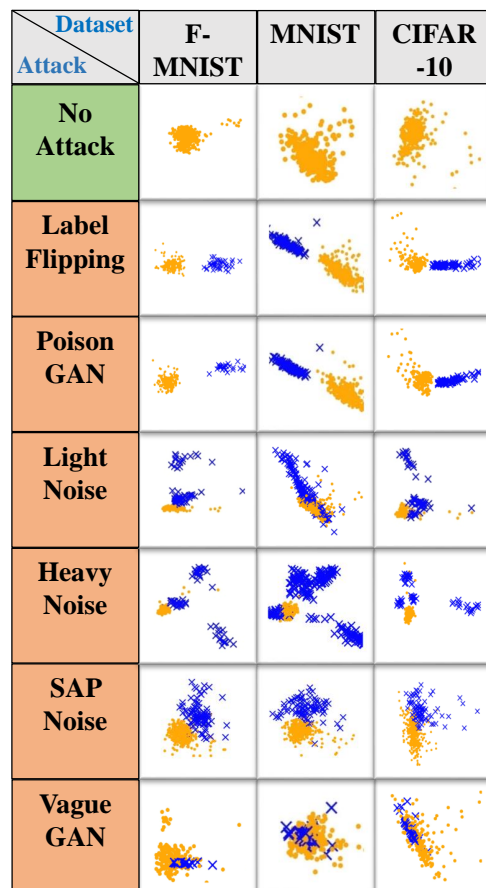 Dataset
Attack
F-
MNIST
MNIST
CIFAR
-10
No
Attack
Label
Flipping
Poison
GAN
Light
Noise
Heavy
Noise
SAP
Noise
Vague
GAN